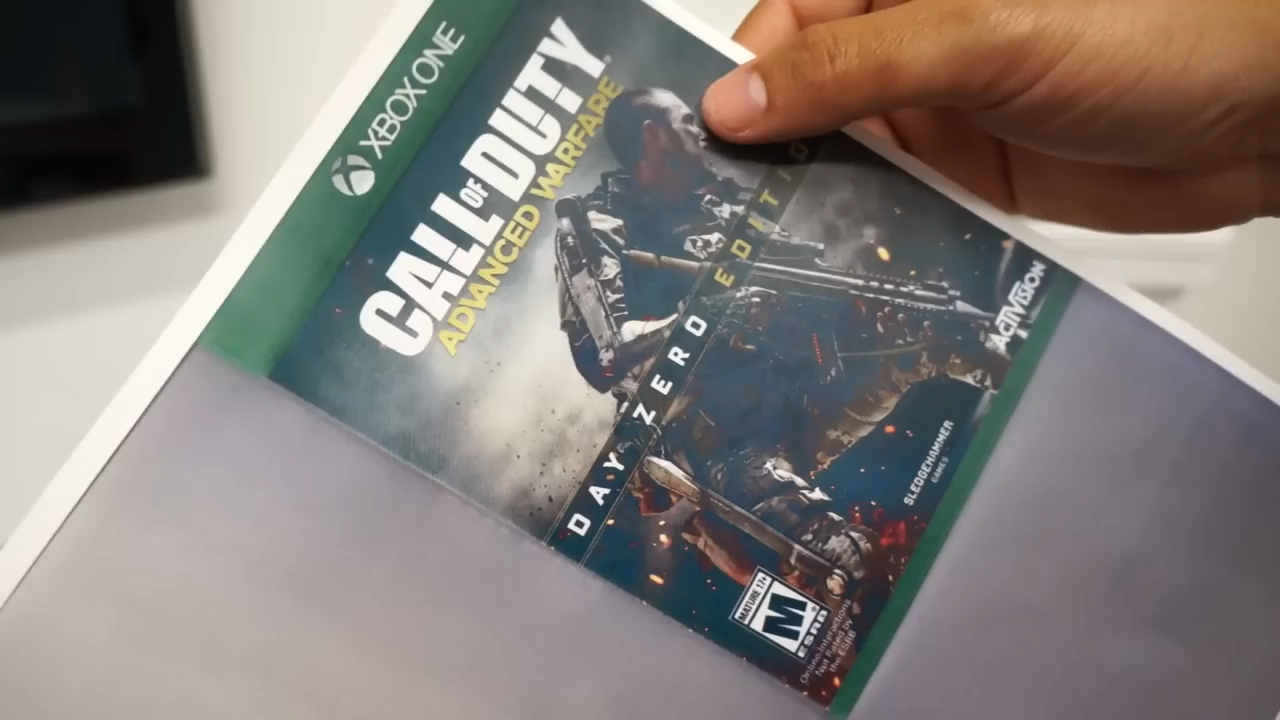 XBOX ONE
CALL OF DUTY
ADVANCED WARFARE
DAY ZERO EDITIO
ACTIVISION
SLEDGEHAMMER
GAMES
MATURE 17+
M
ESRB
Online Interactions
Not Rated by
the ESRB